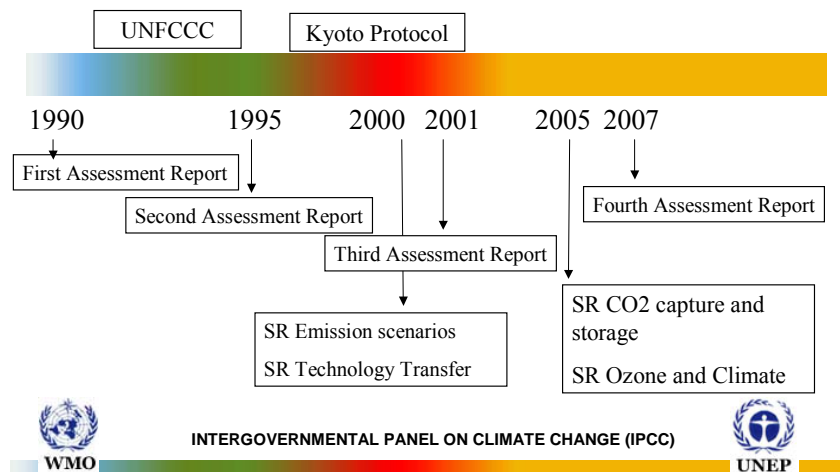 UNFCCC
Kyoto Protocol
1990
1995
2000
2001
2005
2007
First Assessment Report
Second Assessment Report
Third Assessment Report
Fourth Assessment Report
SR Emission scenarios
SR Technology Transfer
SR CO2 capture and
storage
SR Ozone and Climate
WMO
INTERGOVERNMENTAL PANEL ON CLIMATE CHANGE (IPCC)
UNEP